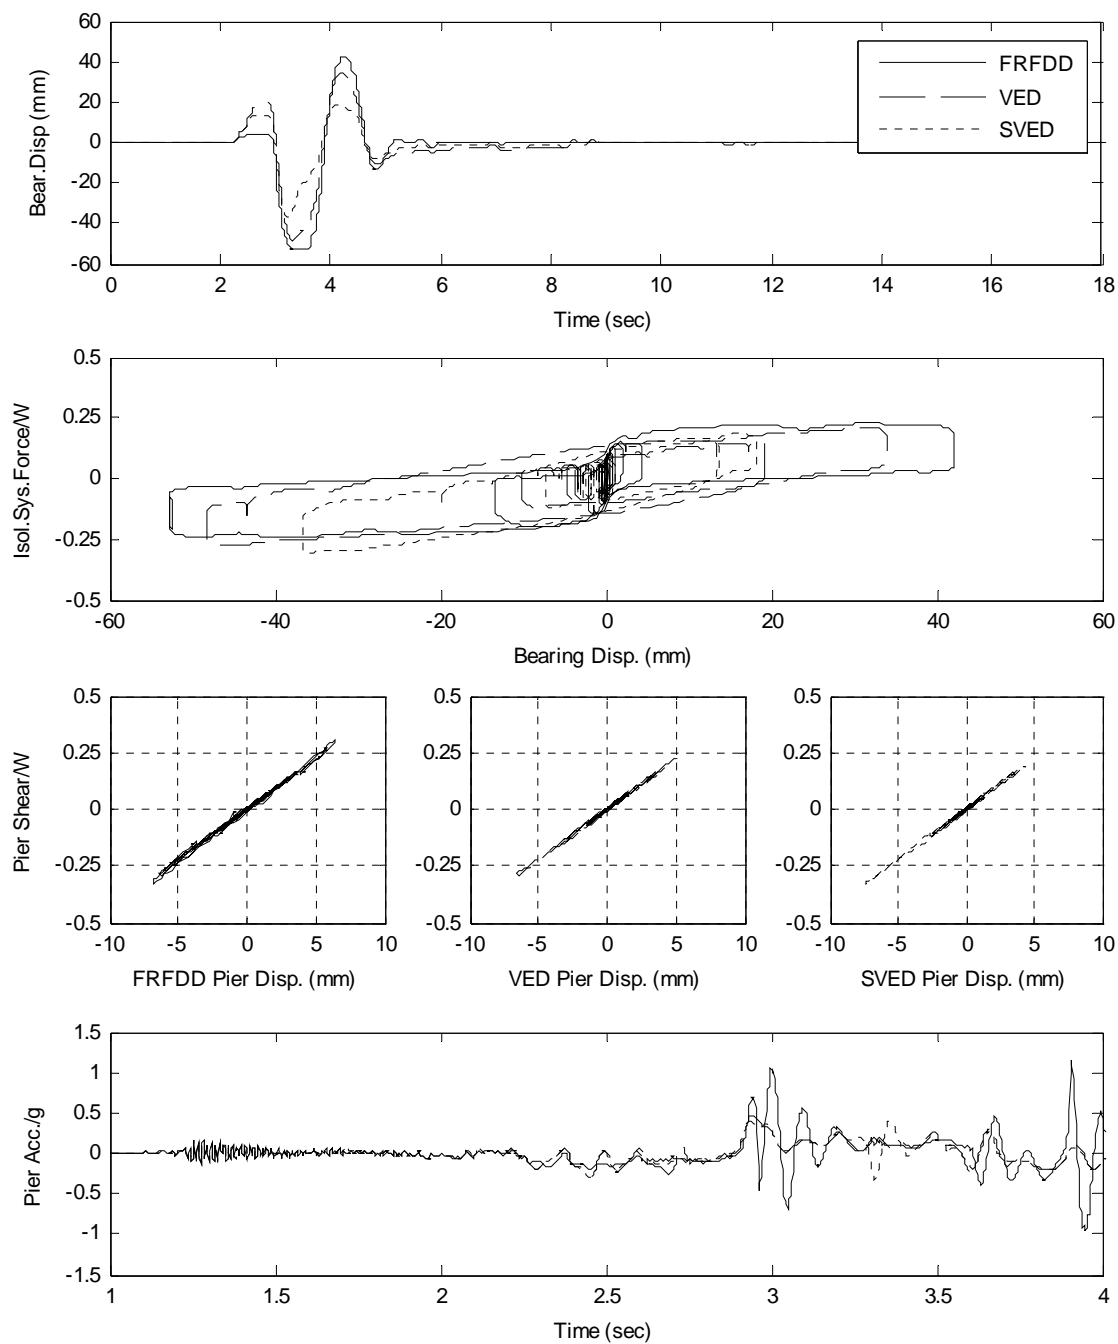 60
40
20
0
-20
-40
-60
Bear.Disp (mm)
FRFDD
VED
SVED
0 2 4 6 8 10 12 14 16 18
Time (sec)
0.5
0.25
0
-0.25
-0.5
Isol.Sys.Force/W
-60 -40 -20 0 20 40 60
Bearing Disp. (mm)
0.5 0.5 0.5
0.25 0.25 0.25
0 0 0
-0.25 -0.25 -0.25
-0.5 -0.5 -0.5
Pier Shear/W
-10 -5 0 5 10 -10 -5 0 5 10 -10 -5 0 5 10
FRFDD Pier Disp. (mm) VED Pier Disp. (mm) SVED Pier Disp. (mm)
1.5
1
0.5
0
-0.5
-1
-1.5
Pier Acc./g
1 1.5 2 2.5 3 3.5 4
Time (sec)